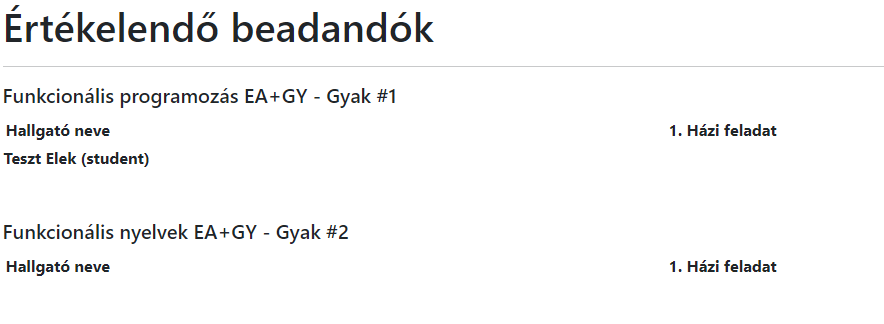 Értékelendő beadandók
Funkcionális programozás EA+GY - Gyak #1
Hallgató neve 1. Házi feladat
Teszt Elek (student)
Funkcionális nyelvek EA+GY - Gyak #2
Hallgató neve 1. Házi feladat